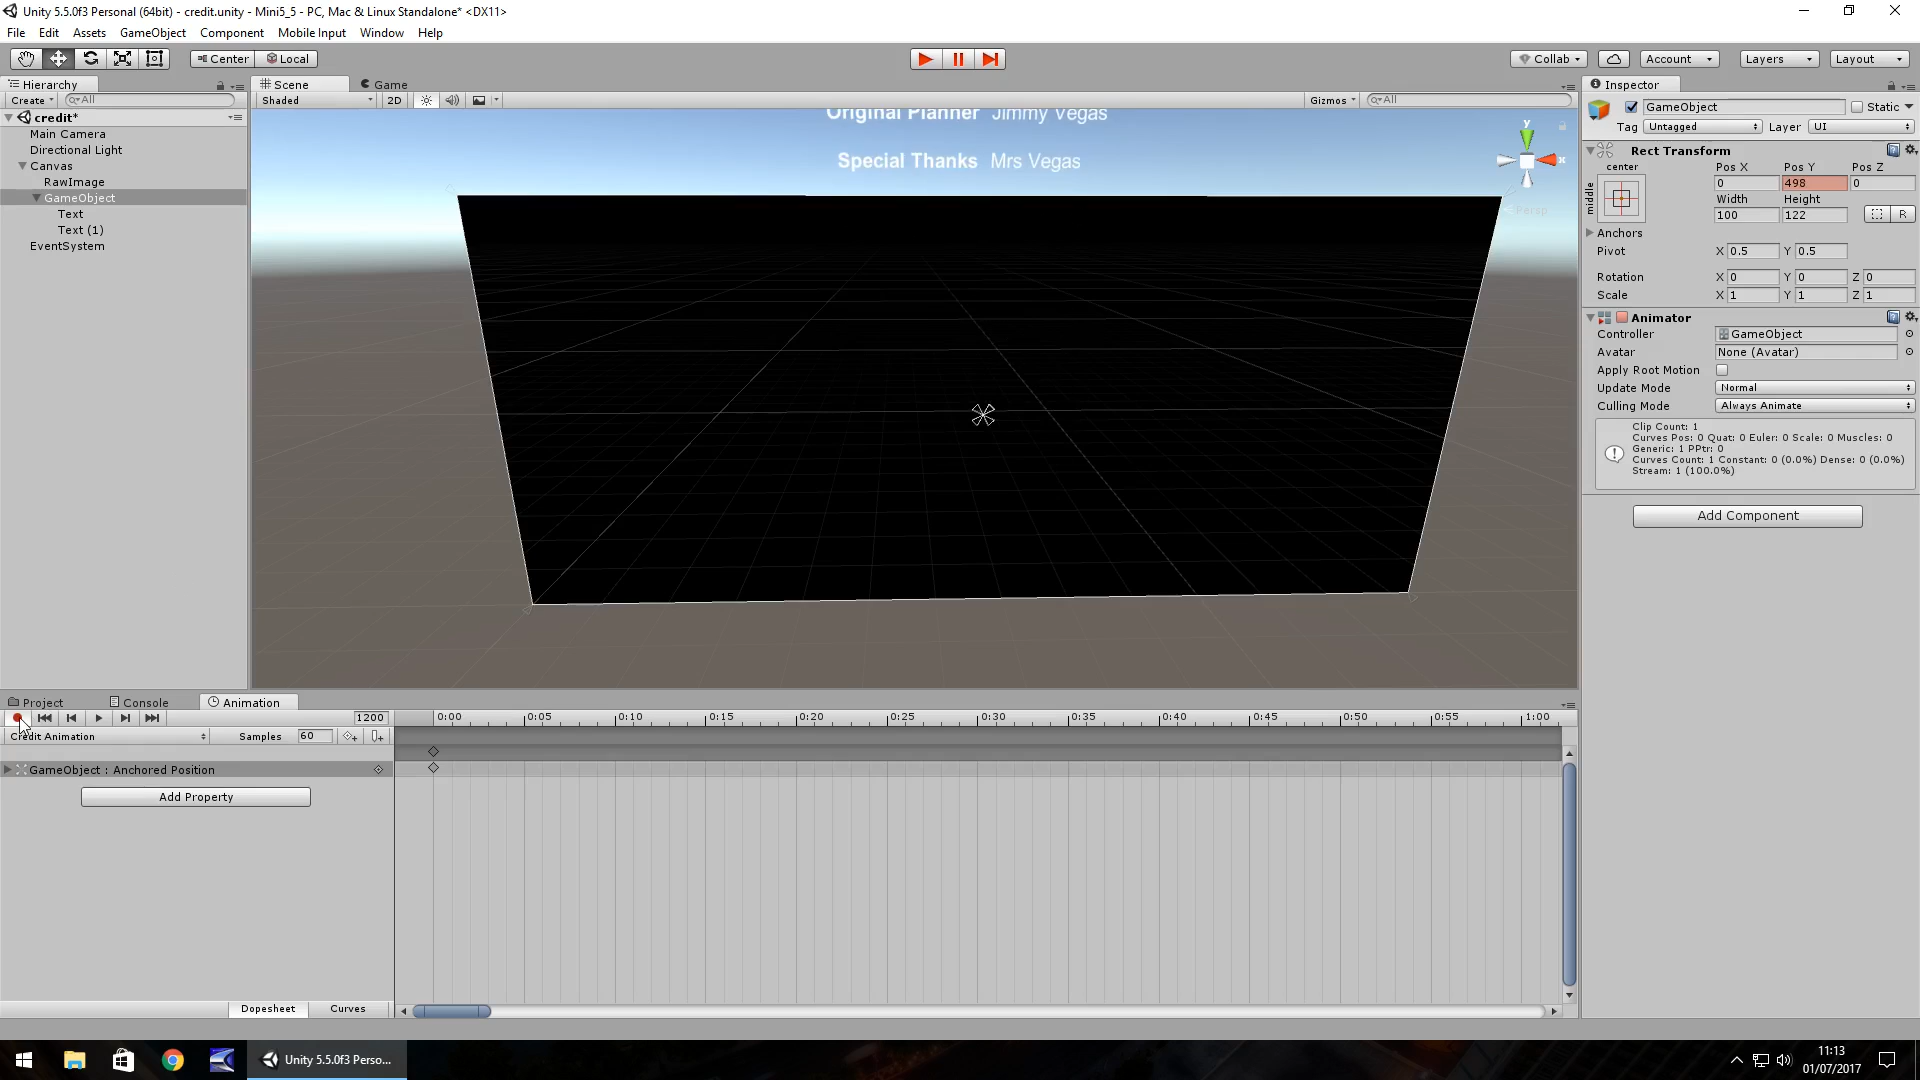 Unity 5.5.0f3 Personal (64bit) - credit.unity - Mini5_5 - PC, Mac & Linux Standalone* <DX11>
File Edit Assets GameObject Component Mobile Input Window Help
Center Local Collab Account Layers Layout
Hierarchy Scene Game Inspector
Create All Shaded 2D Gizmos All
GameObject Static
Tag Untagged Layer UI
credit*
Main Camera
Directional Light
Canvas
RawImage
GameObject
Text
Text (1)
EventSystem
Original Planner Jimmy Vegas
Special Thanks Mrs Vegas
y
x
Persp
Rect Transform
center Pos X Pos Y Pos Z
middle 0 498 0
Width Height
100 122 R
Anchors
Pivot X 0.5 Y 0.5
Rotation X 0 Y 0 Z 0
Scale X 1 Y 1 Z 1
Animator
Controller GameObject
Avatar None (Avatar)
Apply Root Motion
Update Mode Normal
Culling Mode Always Animate
Clip Count: 1
Curves Pos: 0 Quat: 0 Euler: 0 Scale: 0 Muscles: 0
Generic: 1 PPtr: 0
Curves Count: 1 Constant: 0 (0.0%) Dense: 0 (0.0%)
Stream: 1 (100.0%)
Add Component
Project Console Animation
1200 0:00 0:05 0:10 0:15 0:20 0:25 0:30 0:35 0:40 0:45 0:50 0:55 1:00
Credit Animation Samples 60
GameObject : Anchored Position
Add Property
Dopesheet Curves
Unity 5.5.0f3 Perso...
11:13
01/07/2017